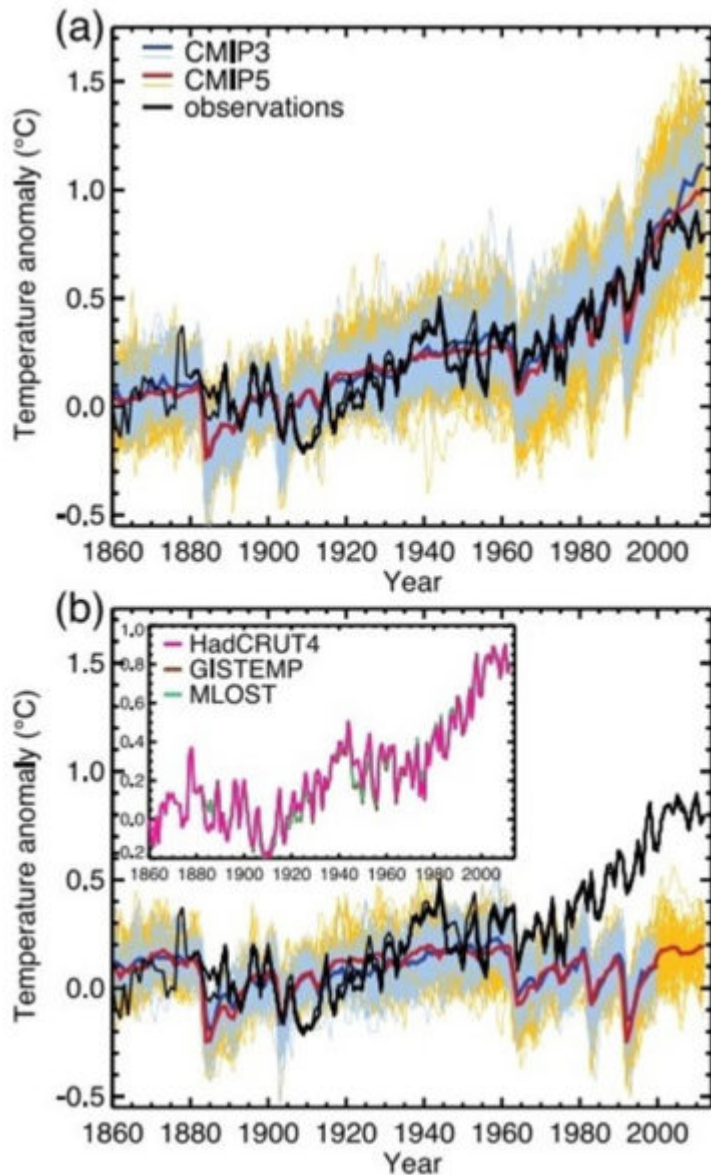 (a)
CMIP3
CMIP5
observations
Temperature anomaly (°C)
1.5
1.0
0.5
0.0
-0.5
1860 1880 1900 1920 1940 1960 1980 2000
Year
(b)
HadCRUT4
GISTEMP
MLOST
1.0
0.8
0.6
0.4
0.2
0.0
0.2
1860 1880 1900 1920 1940 1960 1980 2000
Temperature anomaly (°C)
1.5
1.0
0.5
0.0
-0.5
1860 1880 1900 1920 1940 1960 1980 2000
Year